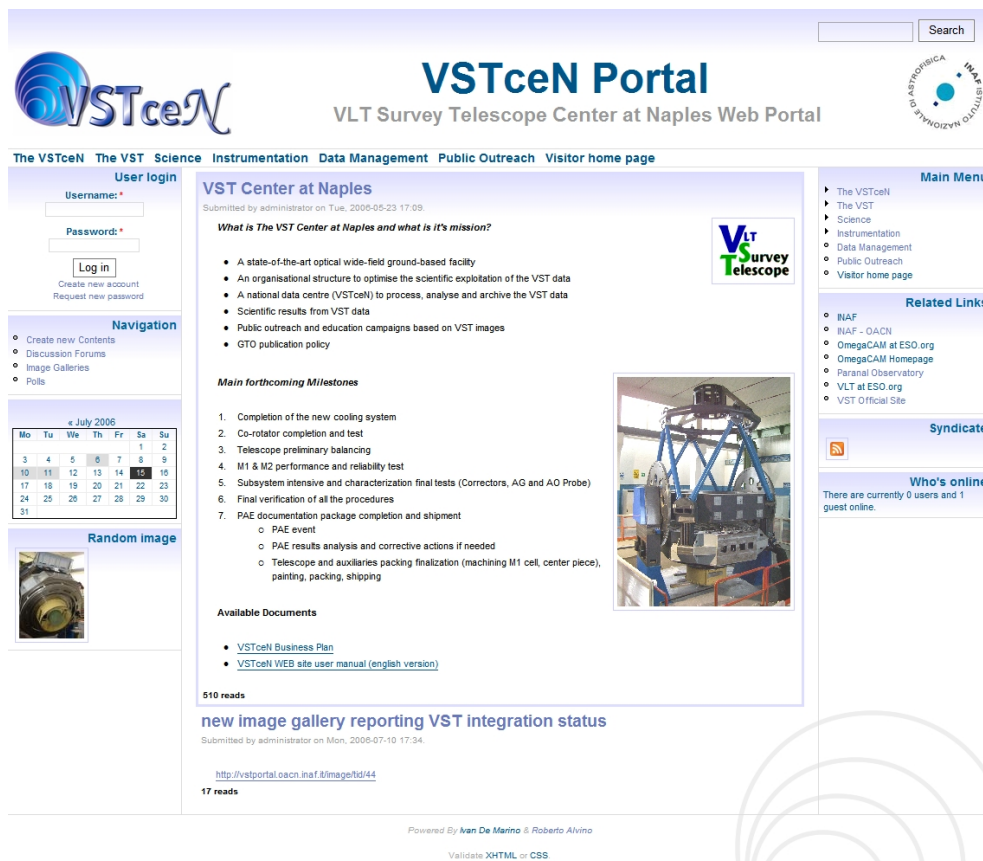 Search
VSTceN
VSTceN Portal
VLT Survey Telescope Center at Naples Web Portal
ISTITUTO NAZIONALE DI ASTROFISICA
INAF
The VSTceN The VST Science Instrumentation Data Management Public Outreach Visitor home page
User login
Username: *
Password: *
Log in
Create new account
Request new password
Navigation
Create new Contents
Discussion Forums
Image Galleries
Polls
« July 2006
Mo Tu We Th Fr Sa Su
1 2
3 4 5 6 7 8 9
10 11 12 13 14 15 16
17 18 19 20 21 22 23
24 25 26 27 28 29 30
31
Random image
VST Center at Naples
Submitted by administrator on Tue, 2006-05-23 17:09.
What is The VST Center at Naples and what is it's mission?
VLT
Survey
Telescope
A state-of-the-art optical wide-field ground-based facility
An organisational structure to optimise the scientific exploitation of the VST data
A national data centre (VSTceN) to process, analyse and archive the VST data
Scientific results from VST data
Public outreach and education campaigns based on VST images
GTO publication policy
Main forthcoming Milestones
1. Completion of the new cooling system
2. Co-rotator completion and test
3. Telescope preliminary balancing
4. M1 & M2 performance and reliability test
5. Subsystem intensive and characterization final tests (Correctors, AG and AO Probe)
6. Final verification of all the procedures
7. PAE documentation package completion and shipment
PAE event
PAE results analysis and corrective actions if needed
Telescope and auxiliaries packing finalization (machining M1 cell, center piece),
painting, packing, shipping
Available Documents
VSTceN Business Plan
VSTceN WEB site user manual (english version)
510 reads
new image gallery reporting VST integration status
Submitted by administrator on Mon, 2006-07-10 17:34.
http://vstportal.oacn.inaf.it/image/tid/44
17 reads
Main Menu
The VSTceN
The VST
Science
Instrumentation
Data Management
Public Outreach
Visitor home page
Related Links
INAF
INAF - OACN
OmegaCAM at ESO.org
OmegaCAM Homepage
Paranal Observatory
VLT at ESO.org
VST Official Site
Syndicate
Who's online
There are currently 0 users and 1
guest online.
Powered By Ivan De Marino & Roberto Alvino
Validate XHTML or CSS.